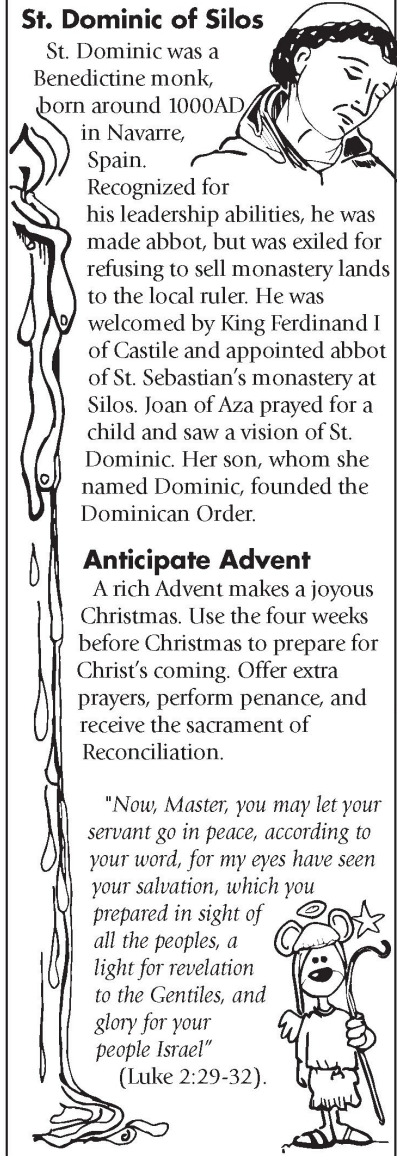 St. Dominic of Silos
St. Dominic was a
Benedictine monk,
born around 1000AD
in Navarre,
Spain.
Recognized for
his leadership abilities, he was
made abbot, but was exiled for
refusing to sell monastery lands
to the local ruler. He was
welcomed by King Ferdinand I
of Castile and appointed abbot
of St. Sebastian's monastery at
Silos. Joan of Aza prayed for a
child and saw a vision of St.
Dominic. Her son, whom she
named Dominic, founded the
Dominican Order.
Anticipate Advent
A rich Advent makes a joyous
Christmas. Use the four weeks
before Christmas to prepare for
Christ's coming. Offer extra
prayers, perform penance, and
receive the sacrament of
Reconciliation.
"Now, Master, you may let your
servant go in peace, according to
your word, for my eyes have seen
your salvation, which you
prepared in sight of
all the peoples, a
light for revelation
to the Gentiles, and
glory for your
people Israel"
(Luke 2:29-32).